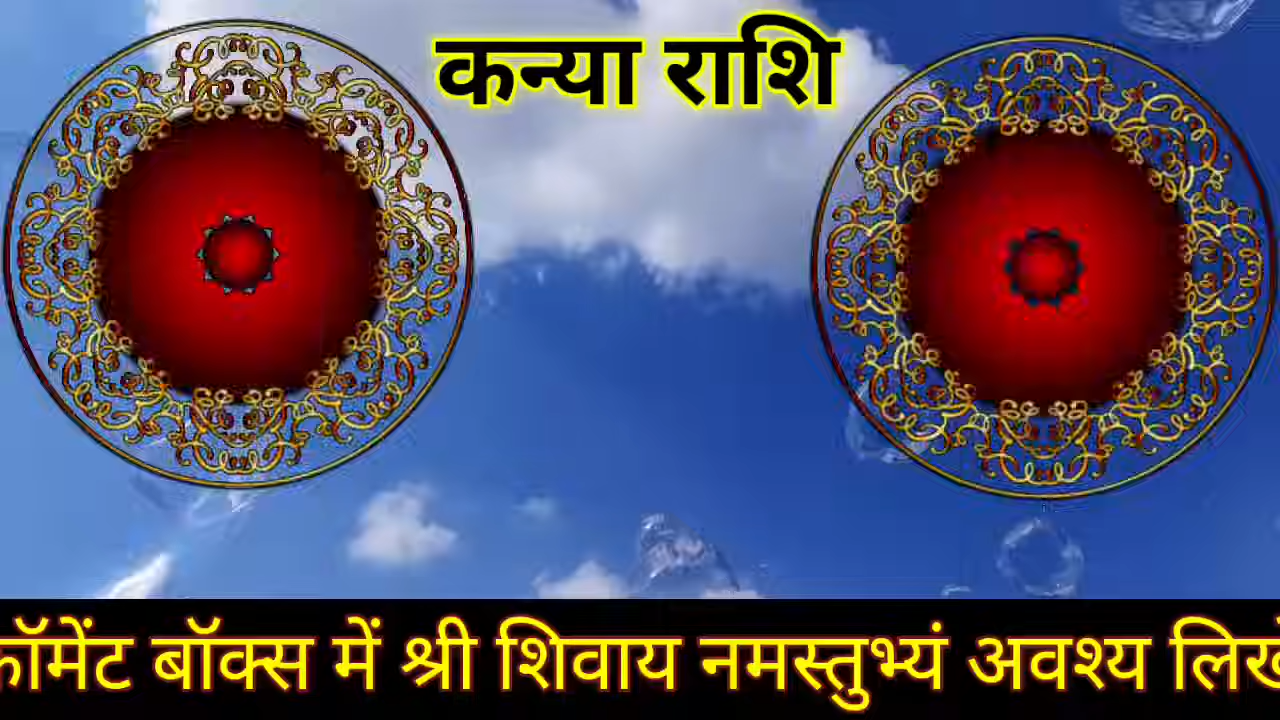 कन्या राशि
कॉमेंट बॉक्स में श्री शिवाय नमस्तुभ्यं अवश्य लिखें